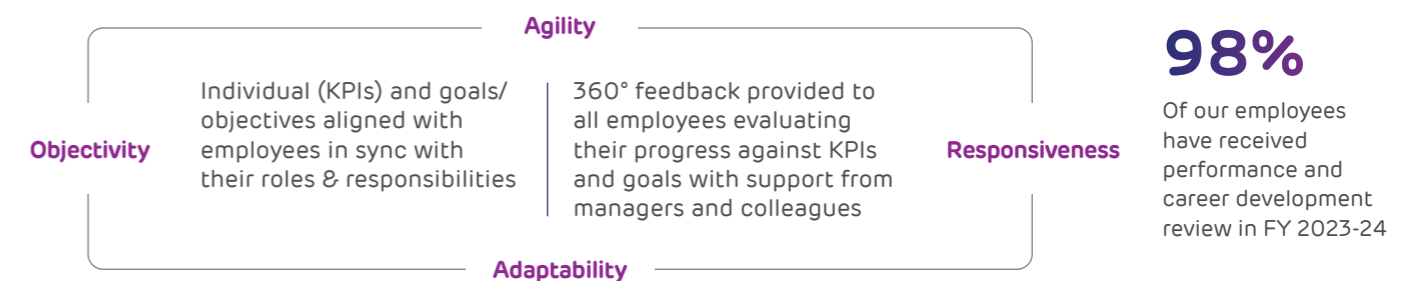 Agility
Objectivity
Individual (KPIs) and goals/
objectives aligned with
employees in sync with
their roles & responsibilities
360° feedback provided to
all employees evaluating
their progress against KPIs
and goals with support from
managers and colleagues
Responsiveness
Adaptability
98%
Of our employees
have received
performance and
career development
review in FY 2023-24